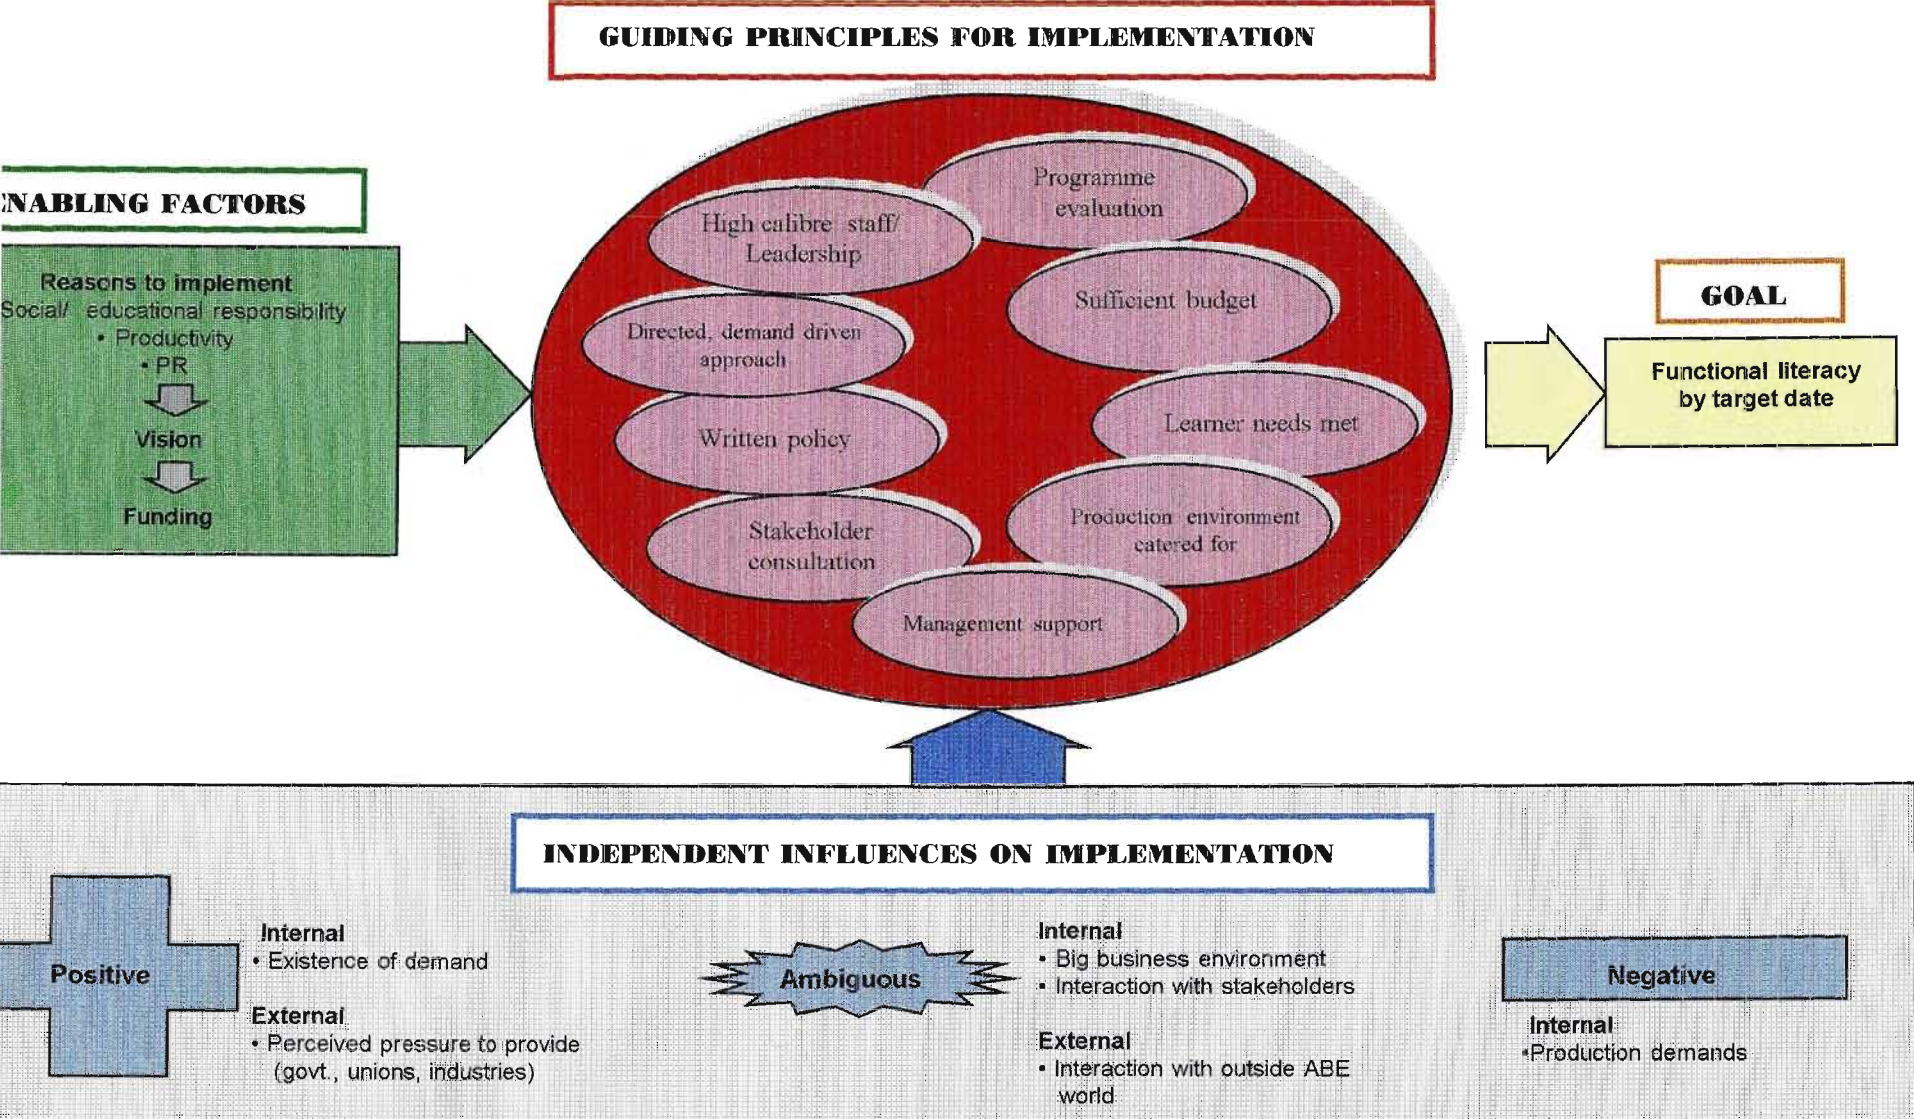 GUIDING PRINCIPLES FOR IMPLEMENTATION
NABLING FACTORS
Reasons to implement
Social/ educational responsibility
• Productivity
• PR
Vision
Funding
Programme
evaluation
High calibre staff/
Leadership
Sufficient budget
Directed, demand driven
approach
Learner needs met
Written policy
Production environment
catered for
Stakeholder
consultation
Management support
GOAL
Functional literacy
by target date
INDEPENDENT INFLUENCES ON IMPLEMENTATION
Positive
Internal
• Existence of demand
External
• Perceived pressure to provide
(govt., unions, industries)
Ambiguous
Internal
• Big business environment
• Interaction with stakeholders
External
• Interaction with outside ABE
world
Negative
Internal
•Production demands